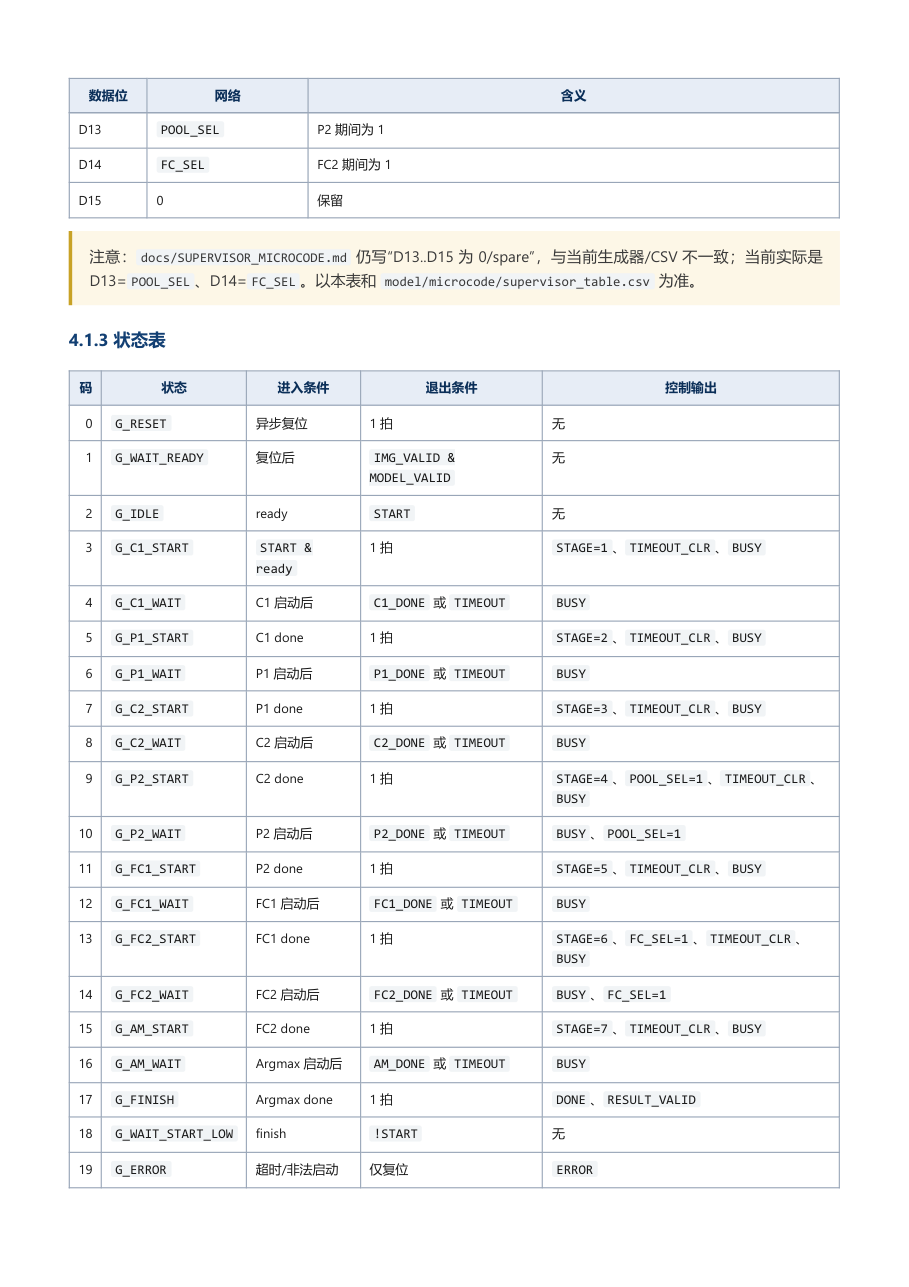 数据位 网络 含义
D13 POOL_SEL P2 期间为 1
D14 FC_SEL FC2 期间为 1
D15 0 保留
注意： docs/SUPERVISOR_MICROCODE.md 仍写“D13..D15 为 0/spare”，与当前生成器/CSV 不一致；当前实际是
D13= POOL_SEL 、D14= FC_SEL 。以本表和 model/microcode/supervisor_table.csv 为准。
4.1.3 状态表
码 状态 进入条件 退出条件 控制输出
0 G_RESET 异步复位 1 拍 无
1 G_WAIT_READY 复位后 IMG_VALID &
MODEL_VALID 无
2 G_IDLE ready START 无
3 G_C1_START START &
ready 1 拍 STAGE=1 、 TIMEOUT_CLR 、 BUSY
4 G_C1_WAIT C1 启动后 C1_DONE 或 TIMEOUT BUSY
5 G_P1_START C1 done 1 拍 STAGE=2 、 TIMEOUT_CLR 、 BUSY
6 G_P1_WAIT P1 启动后 P1_DONE 或 TIMEOUT BUSY
7 G_C2_START P1 done 1 拍 STAGE=3 、 TIMEOUT_CLR 、 BUSY
8 G_C2_WAIT C2 启动后 C2_DONE 或 TIMEOUT BUSY
9 G_P2_START C2 done 1 拍 STAGE=4 、 POOL_SEL=1 、 TIMEOUT_CLR 、
BUSY
10 G_P2_WAIT P2 启动后 P2_DONE 或 TIMEOUT BUSY 、 POOL_SEL=1
11 G_FC1_START P2 done 1 拍 STAGE=5 、 TIMEOUT_CLR 、 BUSY
12 G_FC1_WAIT FC1 启动后 FC1_DONE 或 TIMEOUT BUSY
13 G_FC2_START FC1 done 1 拍 STAGE=6 、 FC_SEL=1 、 TIMEOUT_CLR 、
BUSY
14 G_FC2_WAIT FC2 启动后 FC2_DONE 或 TIMEOUT BUSY 、 FC_SEL=1
15 G_AM_START FC2 done 1 拍 STAGE=7 、 TIMEOUT_CLR 、 BUSY
16 G_AM_WAIT Argmax 启动后 AM_DONE 或 TIMEOUT BUSY
17 G_FINISH Argmax done 1 拍 DONE 、 RESULT_VALID
18 G_WAIT_START_LOW finish !START 无
19 G_ERROR 超时/非法启动 仅复位 ERROR